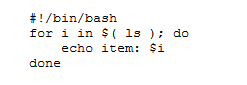 #!/bin/bash
for i in $( ls ); do
    echo item: $i
done